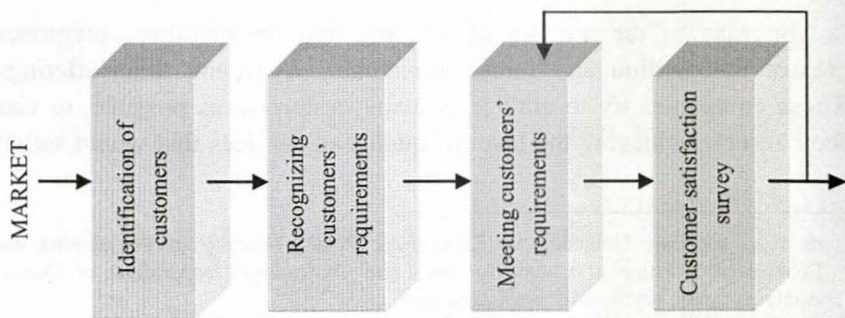 MARKET
Identification of
customers
Recognizing
customers’
requirements
Meeting customers’
requirements
Customer satisfaction
survey